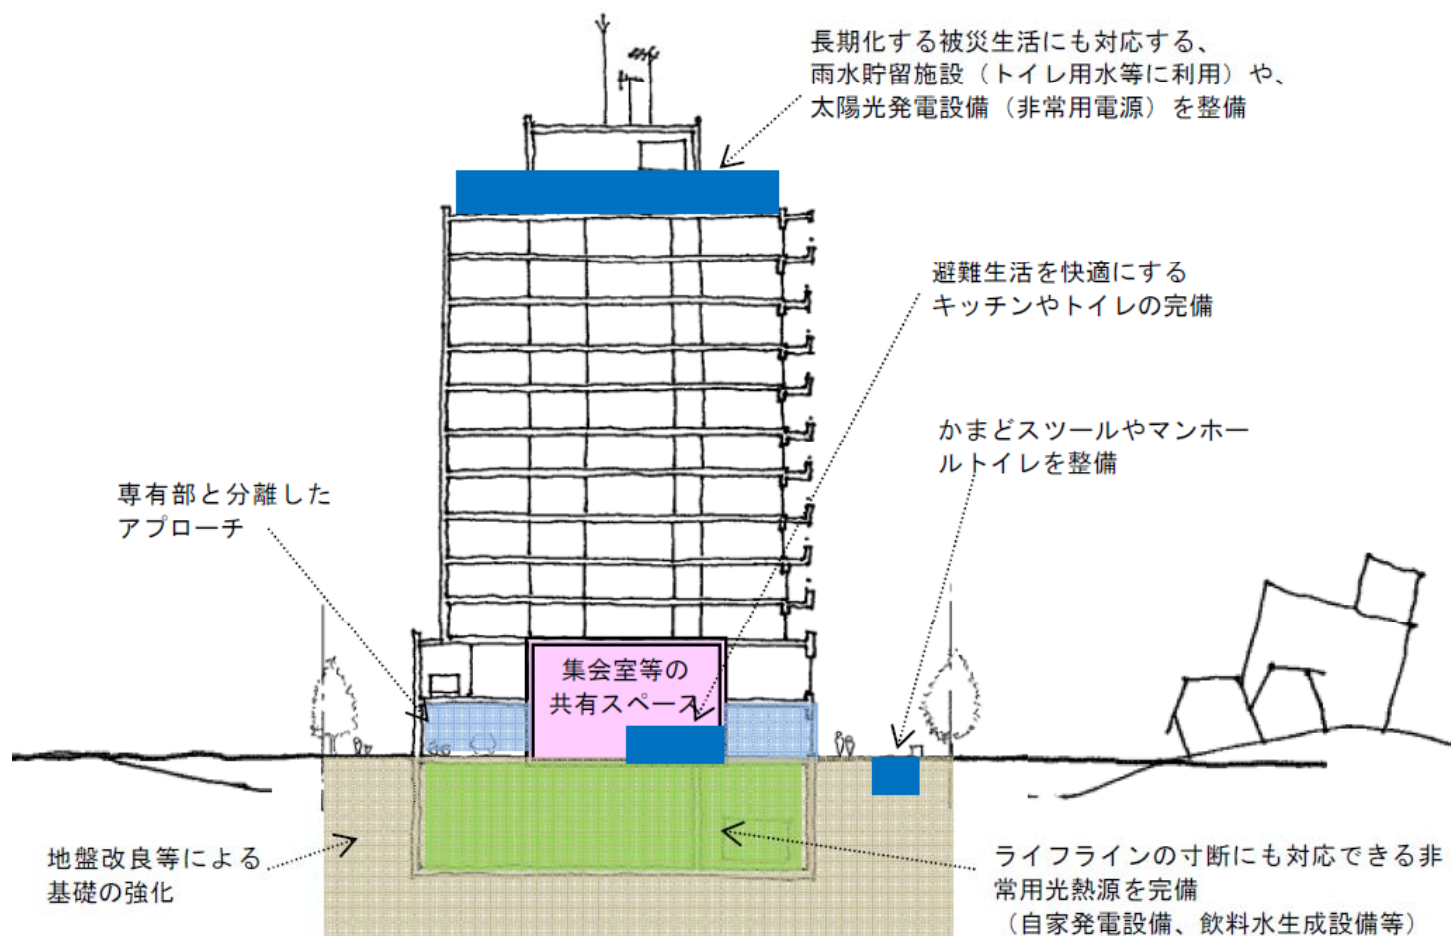 長期化する被災生活にも対応する、
雨水貯留施設（トイレ用水等に利用）や、
太陽光発電設備（非常用電源）を整備
避難生活を快適にする
キッチンやトイレの完備
かまどスツールやマンホー
ルトイレを整備
専有部と分離した
アプローチ
集会室等の
共有スペース
地盤改良等による
基礎の強化
ライフラインの寸断にも対応できる非
常用光熱源を完備
（自家発電設備、飲料水生成設備等）